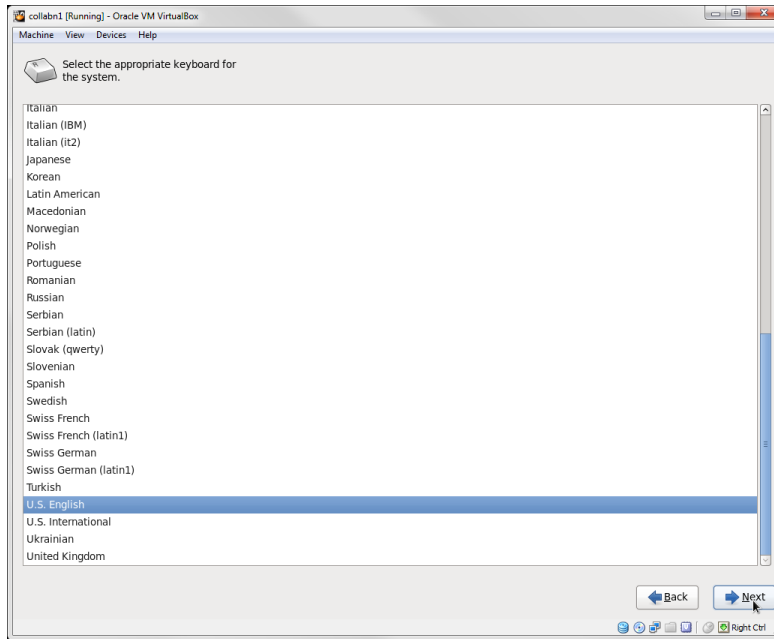 collabn1 [Running] - Oracle VM VirtualBox
Machine View Devices Help
Select the appropriate keyboard for
the system.
Italian
Italian (IBM)
Italian (it2)
Japanese
Korean
Latin American
Macedonian
Norwegian
Polish
Portuguese
Romanian
Russian
Serbian
Serbian (latin)
Slovak (qwerty)
Slovenian
Spanish
Swedish
Swiss French
Swiss French (latin1)
Swiss German
Swiss German (latin1)
Turkish
U.S. English
U.S. International
Ukrainian
United Kingdom
Back Next
Right Ctrl